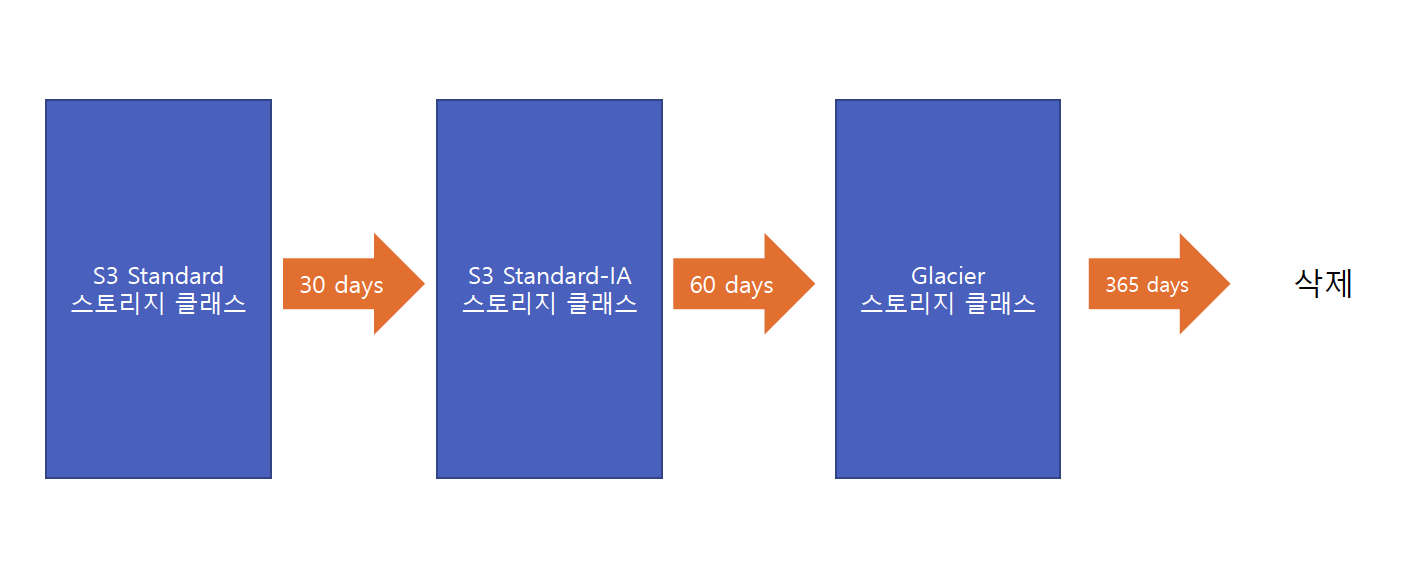 S3 Standard
스토리지 클래스
30 days
S3 Standard-IA
스토리지 클래스
60 days
Glacier
스토리지 클래스
365 days
삭제